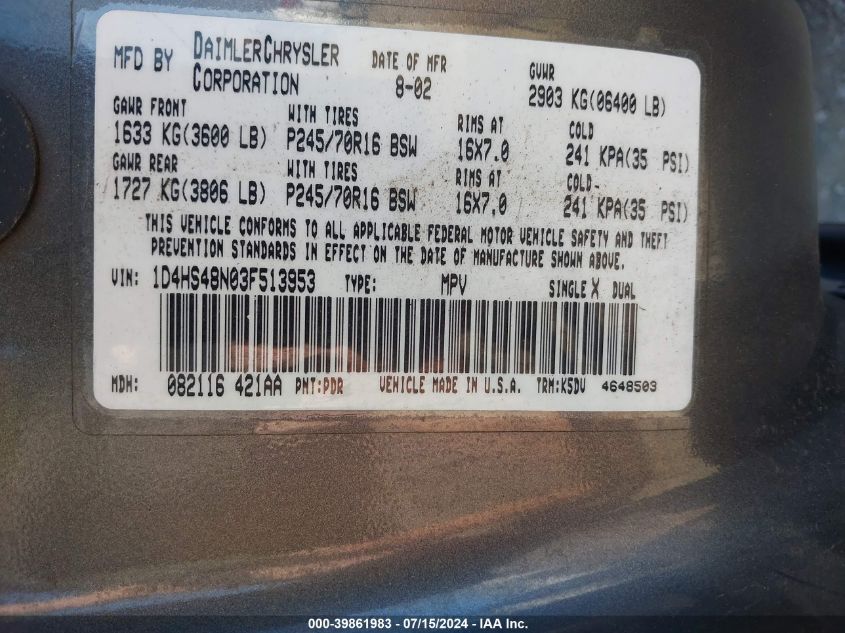 MFD BY DAIMLERCHRYSLER CORPORATION DATE OF MFR 8-02 GVWR 2903 KG(06400 LB)
GAWR FRONT WITH TIRES RIMS AT COLD
1633 KG(3600 LB) P245/70R16 BSW 16X7.0 241 KPA(35 PSI)
GAWR REAR WITH TIRES RIMS AT COLD
1727 KG(3806 LB) P245/70R16 BSW 16X7.0 241 KPA(35 PSI)
THIS VEHICLE CONFORMS TO ALL APPLICABLE FEDERAL MOTOR VEHICLE SAFETY AND THEFT
PREVENTION STANDARDS IN EFFECT ON THE DATE OF MANUFACTURE SHOWN ABOVE.
VIN: 1D4HS48N03F513953 TYPE: MPV SINGLE X DUAL
MDH: 082116 421AA PNT:PDR VEHICLE MADE IN U.S.A. TRM:K5DV 4648503
000-39861983 / 07/15/2024 - IAA Inc.